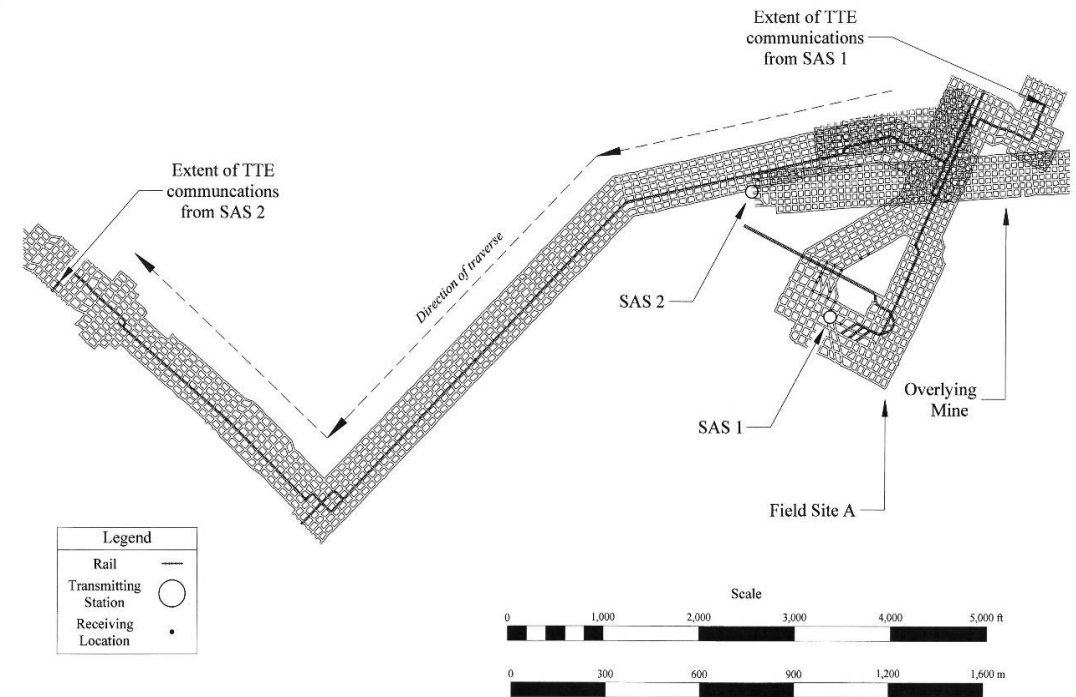 Extent of TTE
communications
from SAS 1
Extent of TTE
communcations
from SAS 2
Direction of traverse
SAS 2
SAS 1
Overlying
Mine
Field Site A
Legend
Rail
Transmitting
Station
Receiving
Location
Scale
0 1,000 2,000 3,000 4,000 5,000 ft
0 300 600 900 1,200 1,600 m